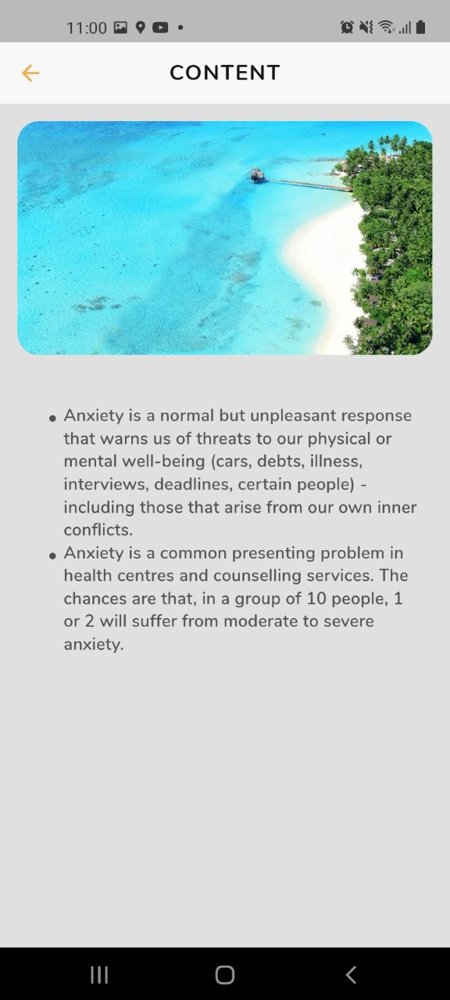 11:00
CONTENT
• Anxiety is a normal but unpleasant response
that warns us of threats to our physical or
mental well-being (cars, debts, illness,
interviews, deadlines, certain people) -
including those that arise from our own inner
conflicts.
• Anxiety is a common presenting problem in
health centres and counselling services. The
chances are that, in a group of 10 people, 1
or 2 will suffer from moderate to severe
anxiety.